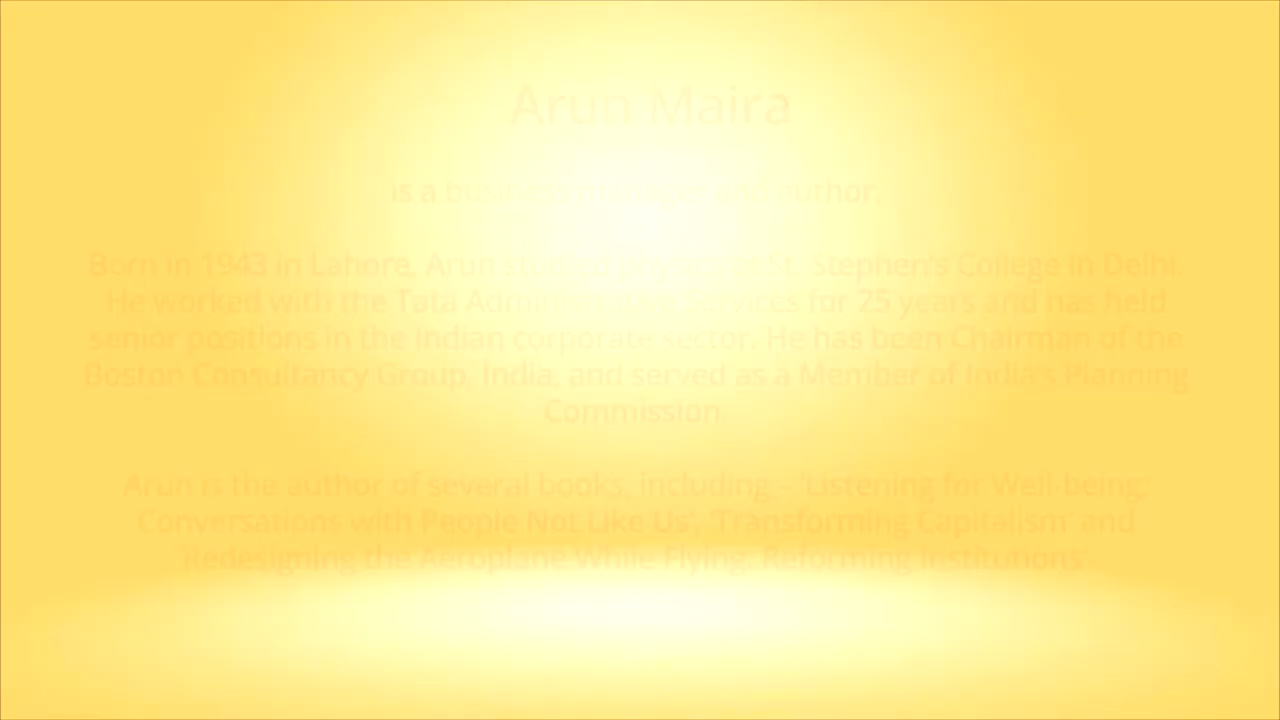 Arun Maira
is a business manager and author.
Born in 1943 in Lahore, Arun studied physics at St. Stephen's College in Delhi.
He worked with the Tata Administrative Services for 25 years and has held
senior positions in the Indian corporate sector. He has been Chairman of the
Boston Consultancy Group, India, and served as a Member of India's Planning
Commission.
Arun is the author of several books, including – 'Listening for Well-being:
Conversations with People Not Like Us', 'Transforming Capitalism' and
'Redesigning the Aeroplane While Flying: Reforming Institutions'